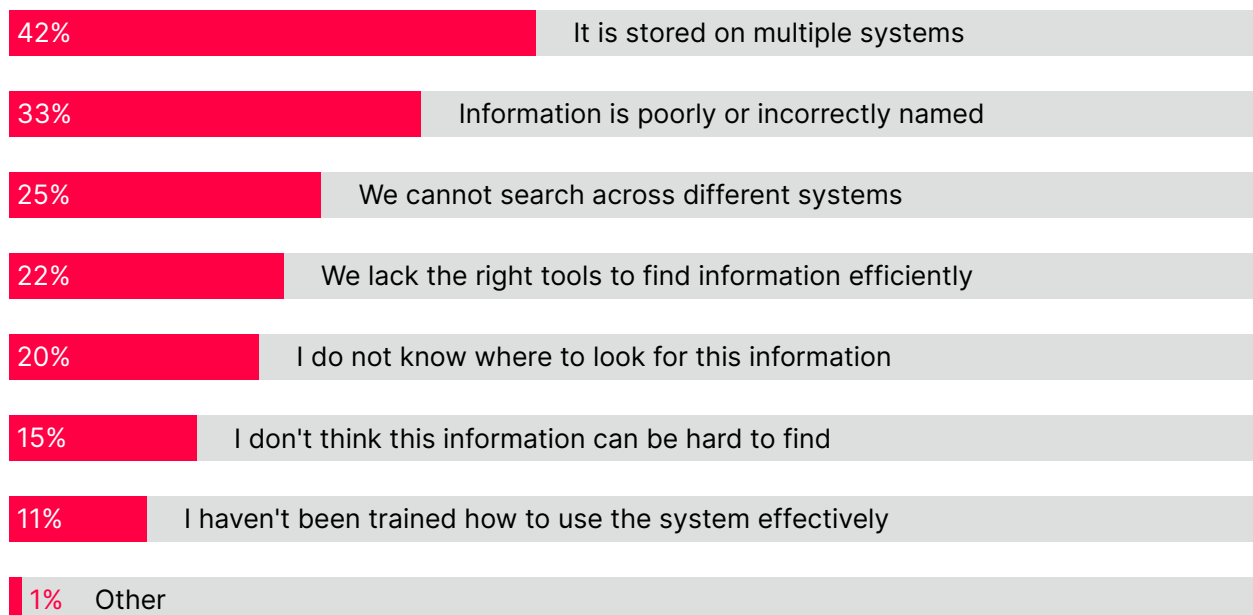 42% It is stored on multiple systems
33% Information is poorly or incorrectly named
25% We cannot search across different systems
22% We lack the right tools to find information efficiently
20% I do not know where to look for this information
15% I don't think this information can be hard to find
11% I haven't been trained how to use the system effectively
1% Other